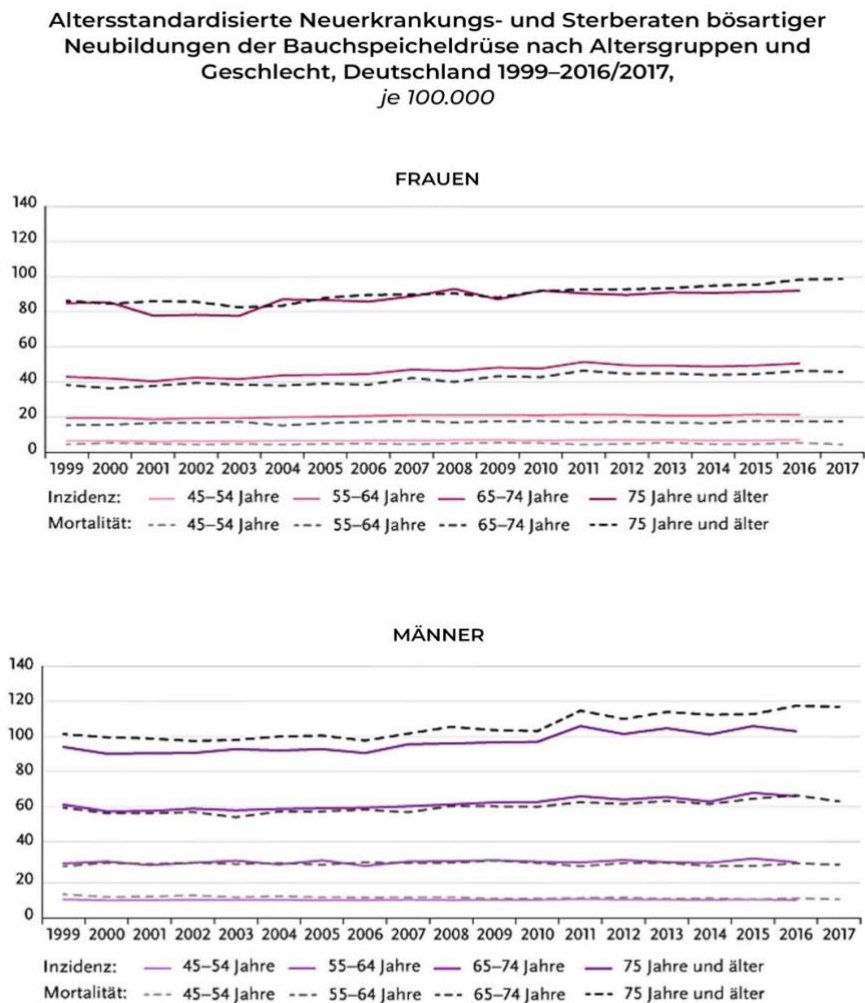 Altersstandardisierte Neuerkrankungs- und Sterberaten bösartiger
Neubildungen der Bauchspeicheldrüse nach Altersgruppen und
Geschlecht, Deutschland 1999–2016/2017,
je 100.000
FRAUEN
140
120
100
80
60
40
20
0
1999 2000 2001 2002 2003 2004 2005 2006 2007 2008 2009 2010 2011 2012 2013 2014 2015 2016 2017
Inzidenz: 45–54 Jahre 55–64 Jahre 65–74 Jahre 75 Jahre und älter
Mortalität: 45–54 Jahre 55–64 Jahre 65–74 Jahre 75 Jahre und älter
MÄNNER
140
120
100
80
60
40
20
0
1999 2000 2001 2002 2003 2004 2005 2006 2007 2008 2009 2010 2011 2012 2013 2014 2015 2016 2017
Inzidenz: 45–54 Jahre 55–64 Jahre 65–74 Jahre 75 Jahre und älter
Mortalität: 45–54 Jahre 55–64 Jahre 65–74 Jahre 75 Jahre und älter